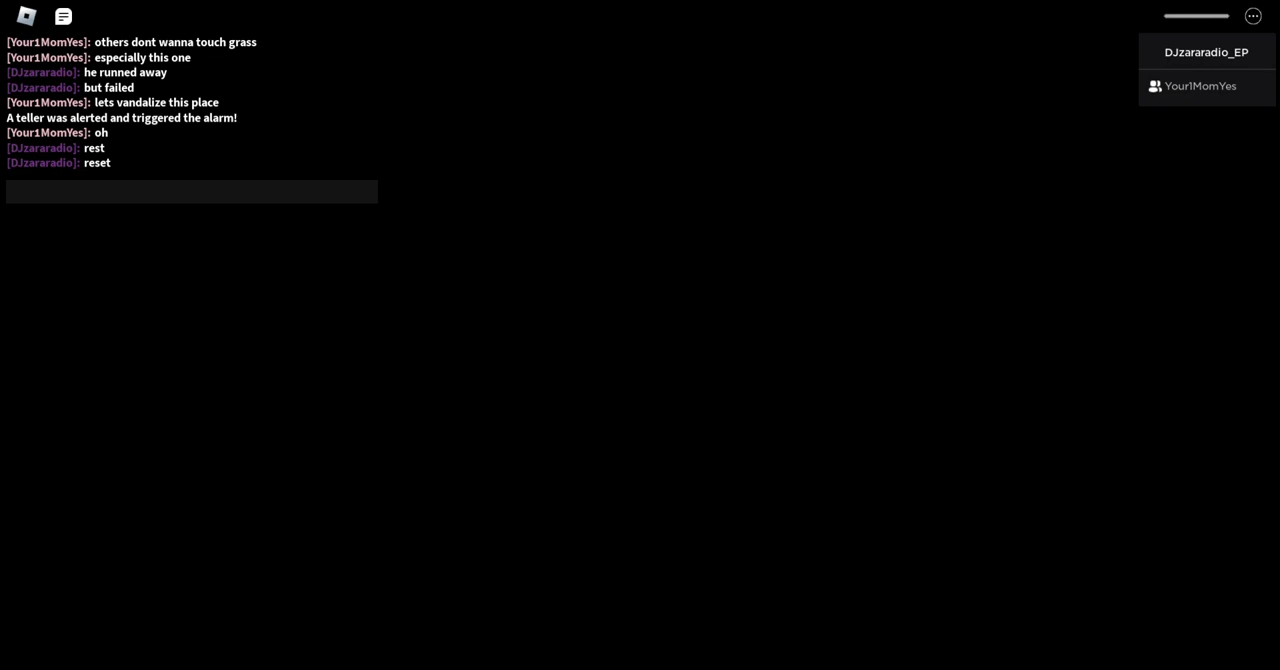 [Your1MomYes]: others dont wanna touch grass
[Your1MomYes]: especially this one
[DJzararadio]: he runned away
[DJzararadio]: but failed
[Your1MomYes]: lets vandalize this place
A teller was alerted and triggered the alarm!
[Your1MomYes]: oh
[DJzararadio]: rest
[DJzararadio]: reset
DJzararadio_EP
Your1MomYes